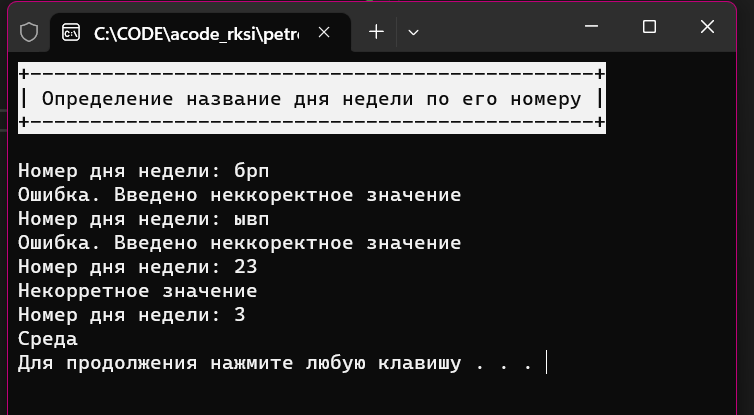 C:\CODE\acode_rksi\petr
+-----------------------------------------------+
| Определение название дня недели по его номеру |
+-----------------------------------------------+
Номер дня недели: брп
Ошибка. Введено неккоректное значение
Номер дня недели: ывп
Ошибка. Введено неккоректное значение
Номер дня недели: 23
Некорретное значение
Номер дня недели: 3
Среда
Для продолжения нажмите любую клавишу . . .